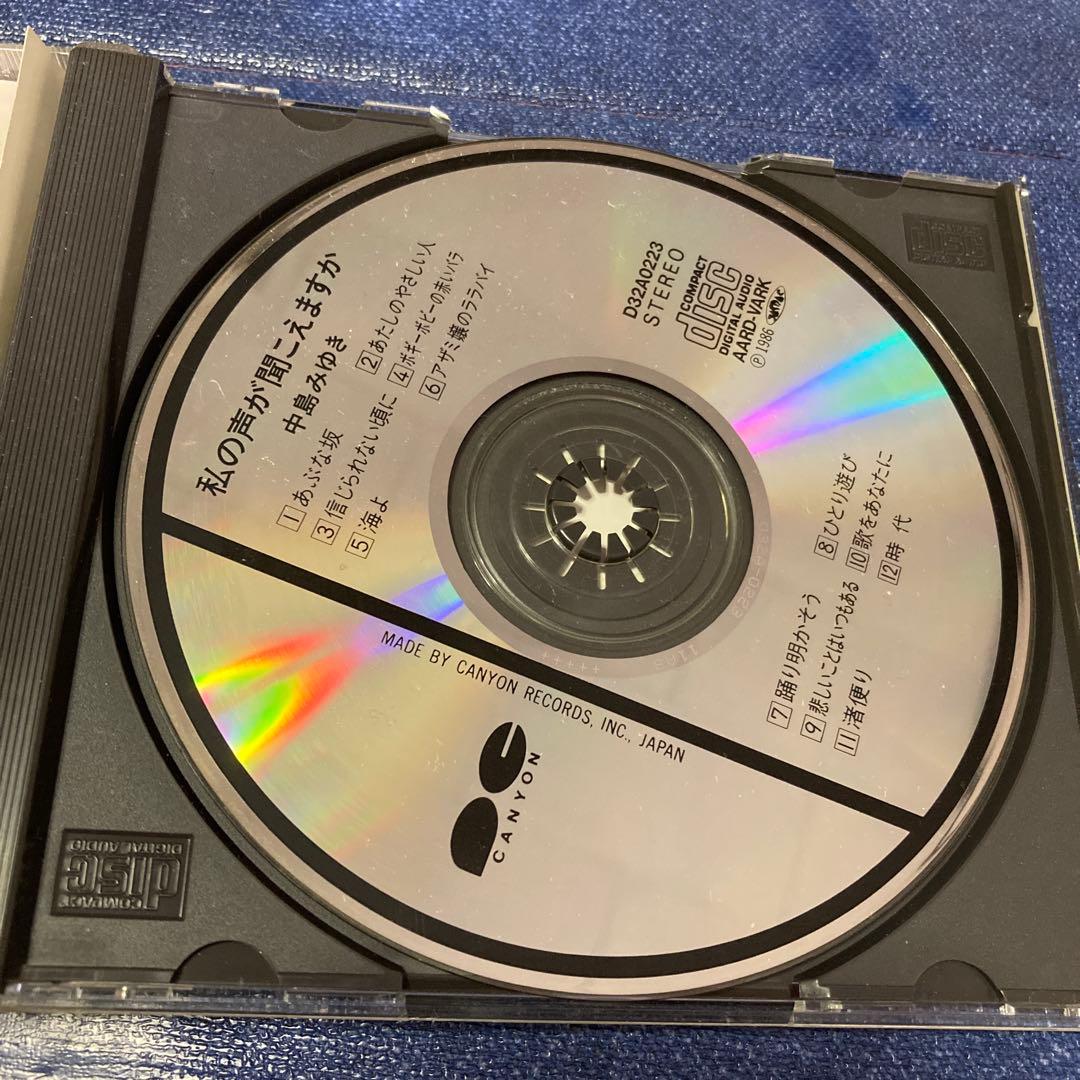 私の声が聞こえますか
中島みゆき
1 あぶな坂 2 あたしのやさしい人
3 信じられない頃に 4 ボギーボビーの赤いバラ
5 海よ 6 アザミ嬢のララバイ
D32A0223
STEREO
COMPACT
disc
DIGITAL AUDIO
AARD-VARK
Ⓟ1986
7 踊り明かそう 8 ひとり遊び
9 悲しいことはいつもある 10 歌をあなたに
11 渚便り 12 時代
MADE BY CANYON RECORDS, INC., JAPAN
CANYON
COMPACT
disc
DIGITAL AUDIO
COMPACT
disc
DIGITAL AUDIO